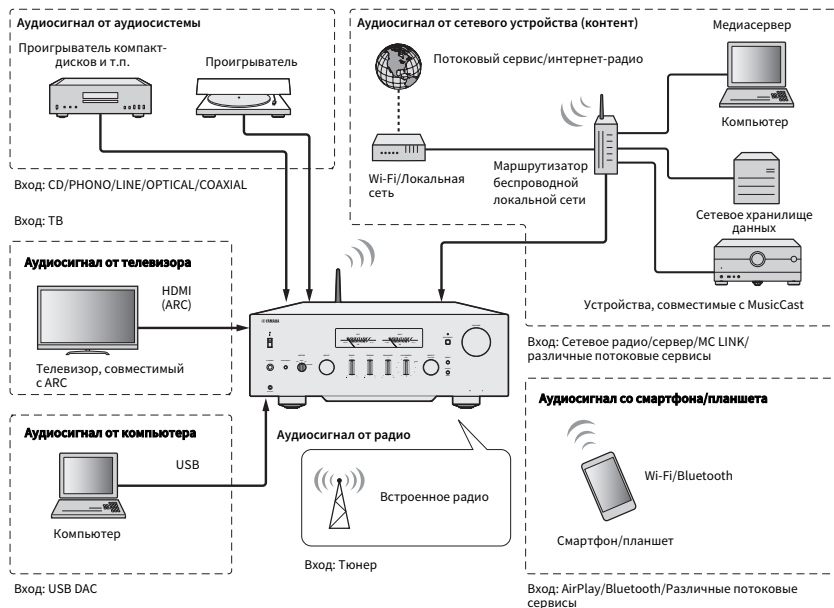 Аудиосигнал от аудиосистемы
Проигрыватель компакт-
дисков и т.п.
Проигрыватель
Вход: CD/PHONO/LINE/OPTICAL/COAXIAL
Аудиосигнал от сетевого устройства (контент)
Потоковый сервис/интернет-радио
Медиасервер
Компьютер
Wi-Fi/Локальная
сеть
Маршрутизатор
беспроводной
локальной сети
Сетевое хранилище
данных
Устройства, совместимые с MusicCast
Вход: Сетевое радио/сервер/MC LINK/
различные потоковые сервисы
Вход: ТВ
Аудиосигнал от телевизора
HDMI
(ARC)
Телевизор, совместимый
с ARC
YAMAHA
Аудиосигнал от компьютера
USB
Компьютер
Вход: USB DAC
Аудиосигнал от радио
Встроенное радио
Вход: Тюнер
Аудиосигнал со смартфона/планшета
Wi-Fi/Bluetooth
Смартфон/планшет
Вход: AirPlay/Bluetooth/Различные потоковые
сервисы